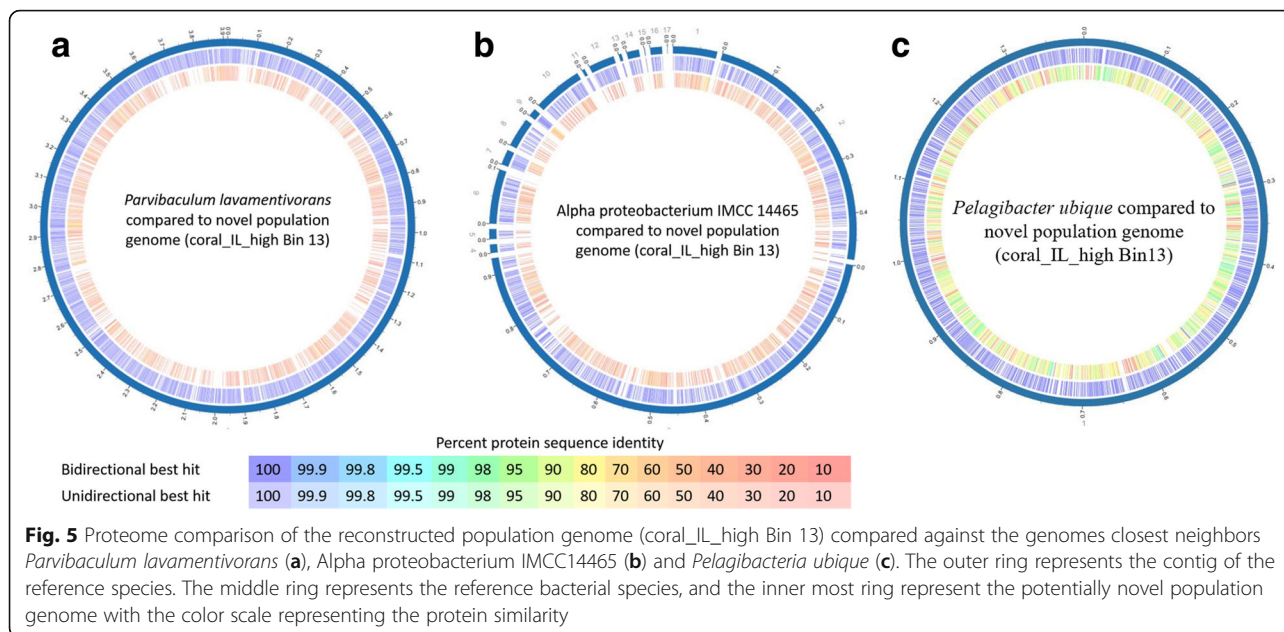 a
b
c
Parvibaculum lavamentivorans
compared to novel population
genome (coral_IL_high Bin 13)
Alpha proteobacterium IMCC 14465
compared to novel population
genome (coral_IL_high Bin 13)
Pelagibacter ubique compared to
novel population genome
(coral_IL_high Bin13)
Percent protein sequence identity
Bidirectional best hit 100 99.9 99.8 99.5 99 98 95 90 80 70 60 50 40 30 20 10
Unidirectional best hit 100 99.9 99.8 99.5 99 98 95 90 80 70 60 50 40 30 20 10
Fig. 5 Proteome comparison of the reconstructed population genome (coral_IL_high Bin 13) compared against the genomes closest neighbors
Parvibaculum lavamentivorans (a), Alpha proteobacterium IMCC14465 (b) and Pelagibacteria ubique (c). The outer ring represents the contig of the
reference species. The middle ring represents the reference bacterial species, and the inner most ring represent the potentially novel population
genome with the color scale representing the protein similarity